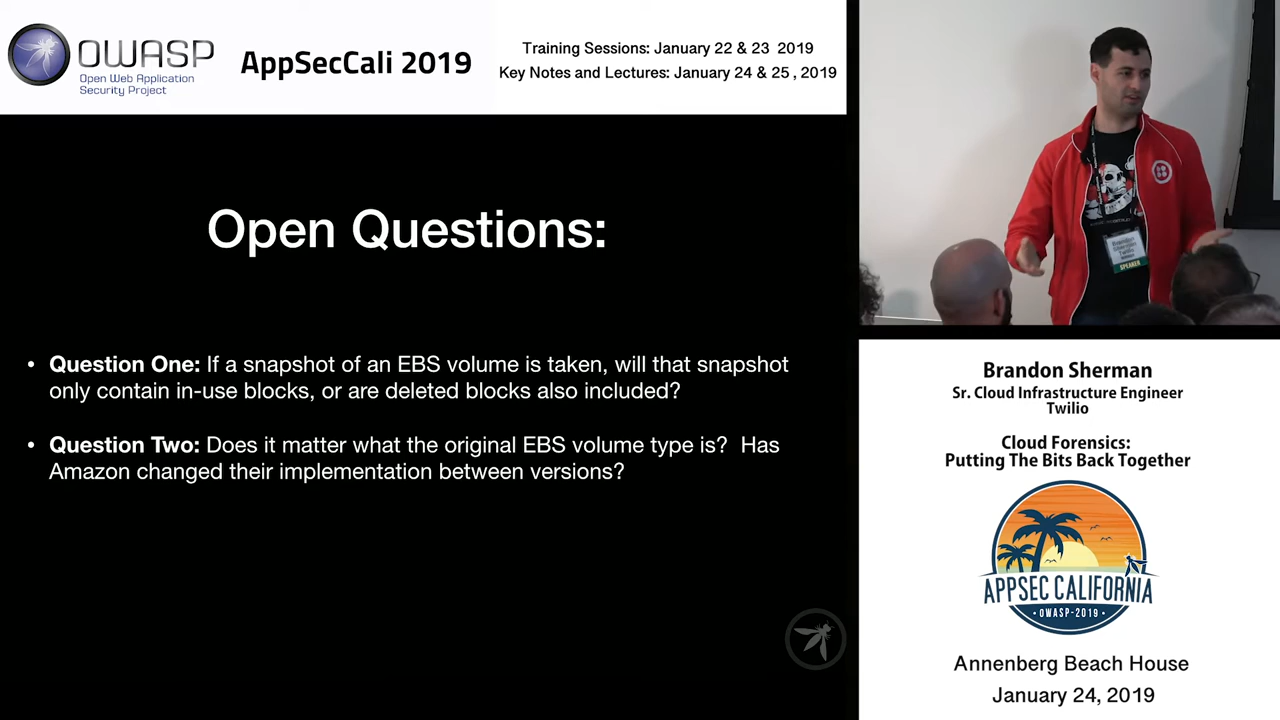 OWASP
Open Web Application
Security Project
AppSecCali 2019
Training Sessions: January 22 & 23 2019
Key Notes and Lectures: January 24 & 25 , 2019
Open Questions:
• Question One: If a snapshot of an EBS volume is taken, will that snapshot
only contain in-use blocks, or are deleted blocks also included?
• Question Two: Does it matter what the original EBS volume type is? Has
Amazon changed their implementation between versions?
Brandon
Sherman
Twilio
SPEAKER
Brandon Sherman
Sr. Cloud Infrastructure Engineer
Twilio
Cloud Forensics:
Putting The Bits Back Together
APPSEC CALIFORNIA
• OWASP-2019 •
Annenberg Beach House
January 24, 2019